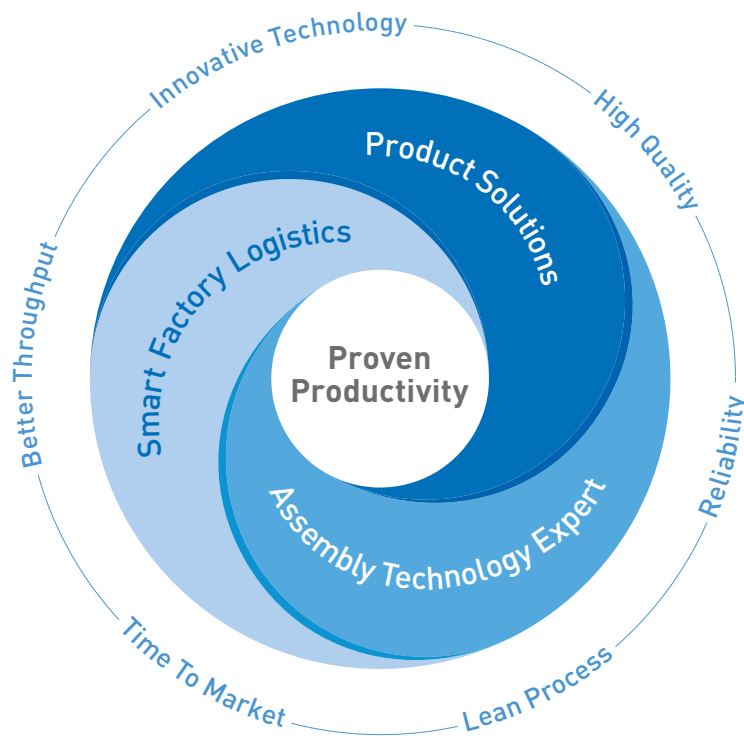 Innovative Technology
High Quality
Reliability
Lean Process
Time To Market
Better Throughput
Product Solutions
Assembly Technology Expert
Smart Factory Logistics
Proven
Productivity